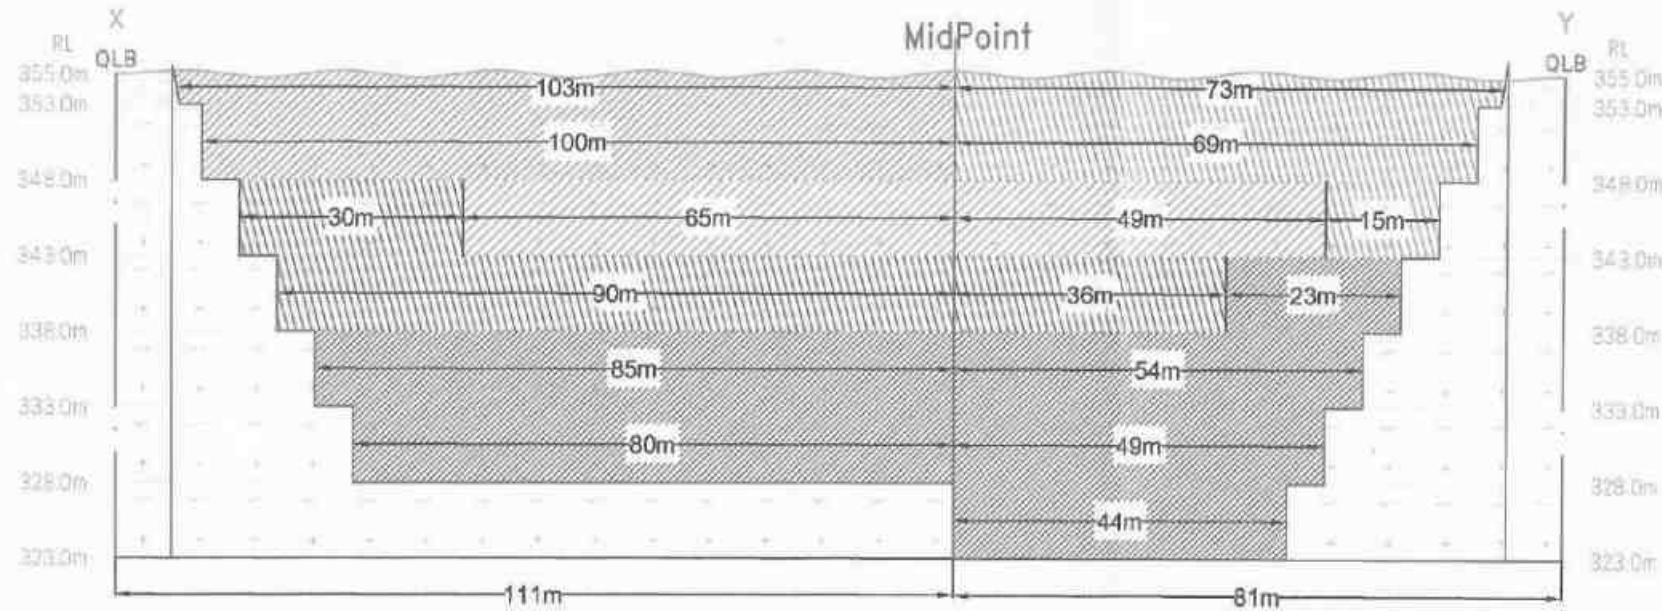 X MidPoint Y
RL QLB QLB RL
355.0m 103m 73m 355.0m
353.0m 353.0m
100m 69m
348.0m 348.0m
30m 65m 49m 15m
343.0m 343.0m
90m 36m 23m
338.0m 338.0m
85m 54m
333.0m 333.0m
80m 49m
328.0m 328.0m
44m
323.0m 323.0m
111m 81m